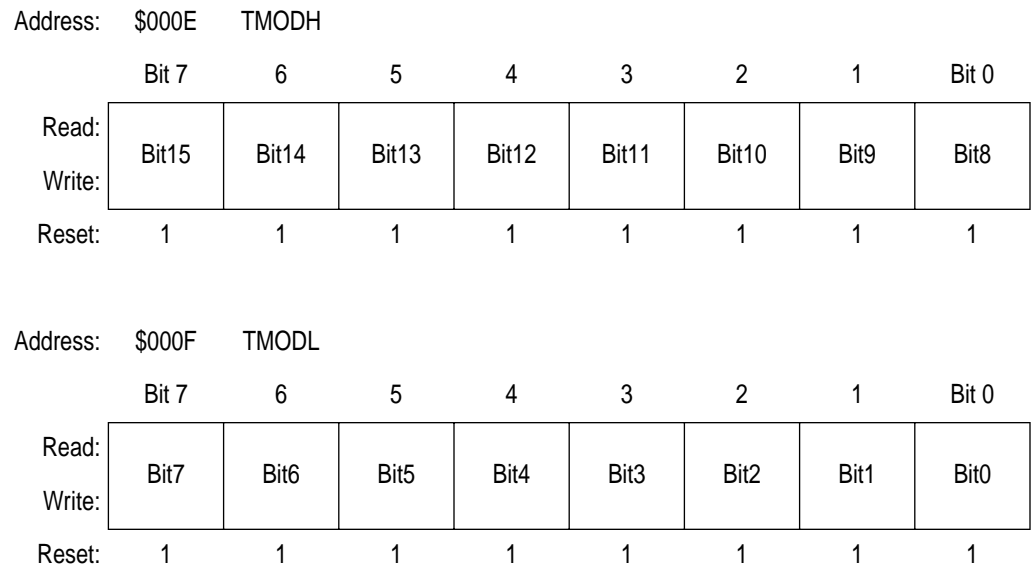 Address: $000E TMODH
Bit 7 6 5 4 3 2 1 Bit 0
Read:
Bit15 Bit14 Bit13 Bit12 Bit11 Bit10 Bit9 Bit8
Write:
Reset: 1 1 1 1 1 1 1 1
Address: $000F TMODL
Bit 7 6 5 4 3 2 1 Bit 0
Read:
Bit7 Bit6 Bit5 Bit4 Bit3 Bit2 Bit1 Bit0
Write:
Reset: 1 1 1 1 1 1 1 1